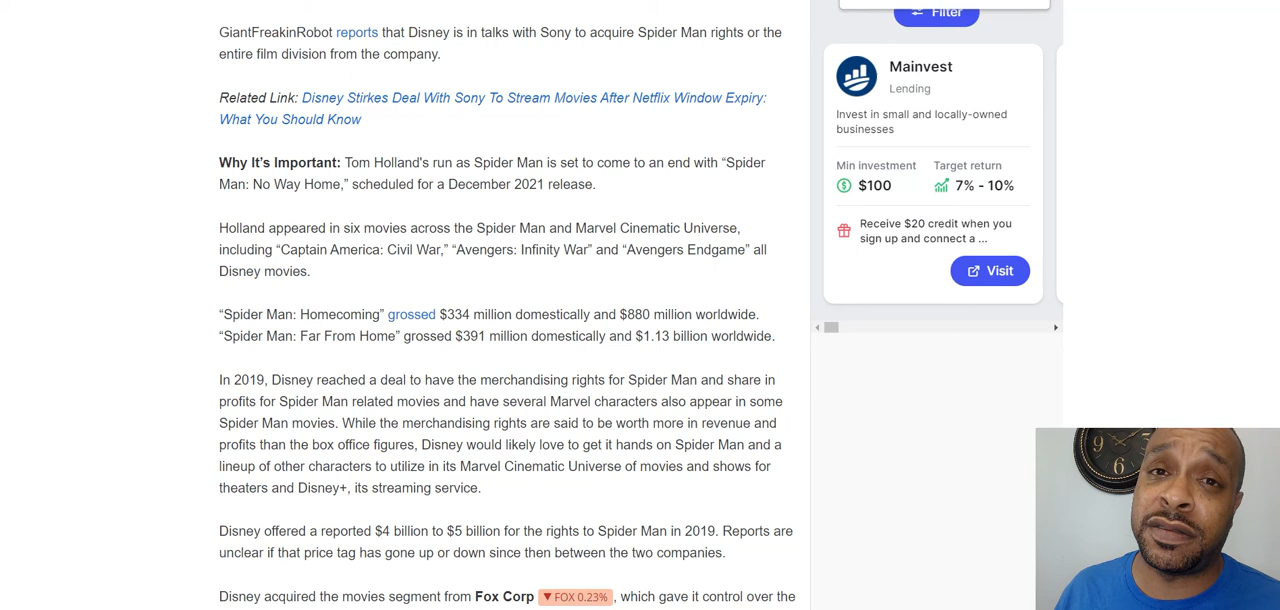 GiantFreakinRobot reports that Disney is in talks with Sony to acquire Spider Man rights or the
entire film division from the company.
Related Link: Disney Stirkes Deal With Sony To Stream Movies After Netflix Window Expiry:
What You Should Know
Why It's Important: Tom Holland's run as Spider Man is set to come to an end with “Spider
Man: No Way Home,” scheduled for a December 2021 release.
Holland appeared in six movies across the Spider Man and Marvel Cinematic Universe,
including “Captain America: Civil War,” “Avengers: Infinity War” and “Avengers Endgame” all
Disney movies.
“Spider Man: Homecoming” grossed $334 million domestically and $880 million worldwide.
“Spider Man: Far From Home” grossed $391 million domestically and $1.13 billion worldwide.
In 2019, Disney reached a deal to have the merchandising rights for Spider Man and share in
profits for Spider Man related movies and have several Marvel characters also appear in some
Spider Man movies. While the merchandising rights are said to be worth more in revenue and
profits than the box office figures, Disney would likely love to get it hands on Spider Man and a
lineup of other characters to utilize in its Marvel Cinematic Universe of movies and shows for
theaters and Disney+, its streaming service.
Disney offered a reported $4 billion to $5 billion for the rights to Spider Man in 2019. Reports are
unclear if that price tag has gone up or down since then between the two companies.
Disney acquired the movies segment from Fox Corp ▼ FOX 0.23% , which gave it control over the
Filter
Mainvest
Lending
Invest in small and locally-owned
businesses
Min investment Target return
$100 7% - 10%
Receive $20 credit when you
sign up and connect a ...
Visit
9
6